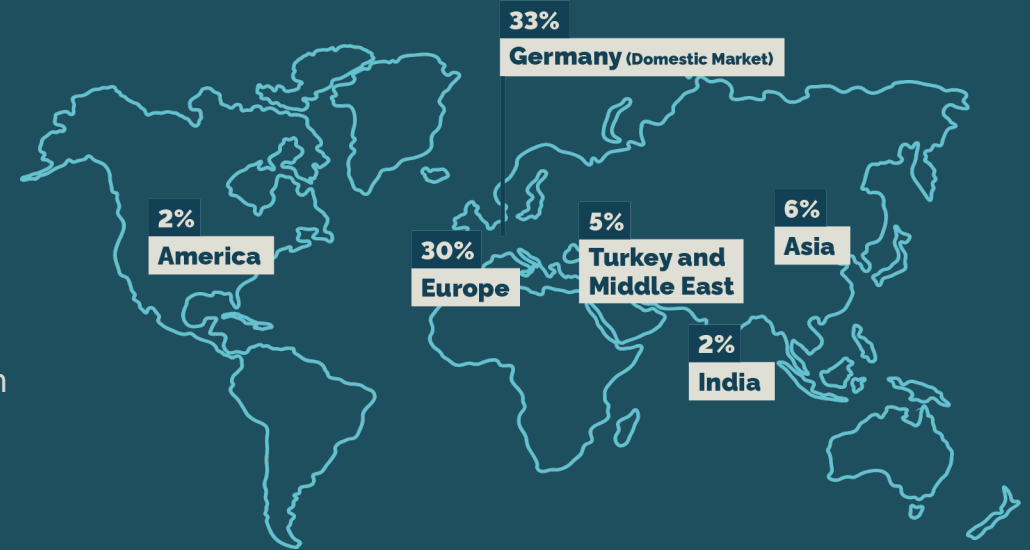 33%
Germany (Domestic Market)
2%
America
30%
Europe
5%
Turkey and
Middle East
6%
Asia
2%
India